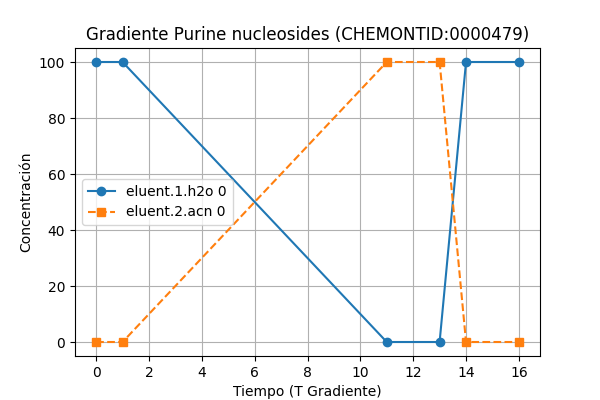 Gradiente Purine nucleosides (CHEMONTID:0000479)
Concentración
100
80
60
40
20
0
eluent.1.h2o 0
eluent.2.acn 0
0 2 4 6 8 10 12 14 16
Tiempo (T Gradiente)